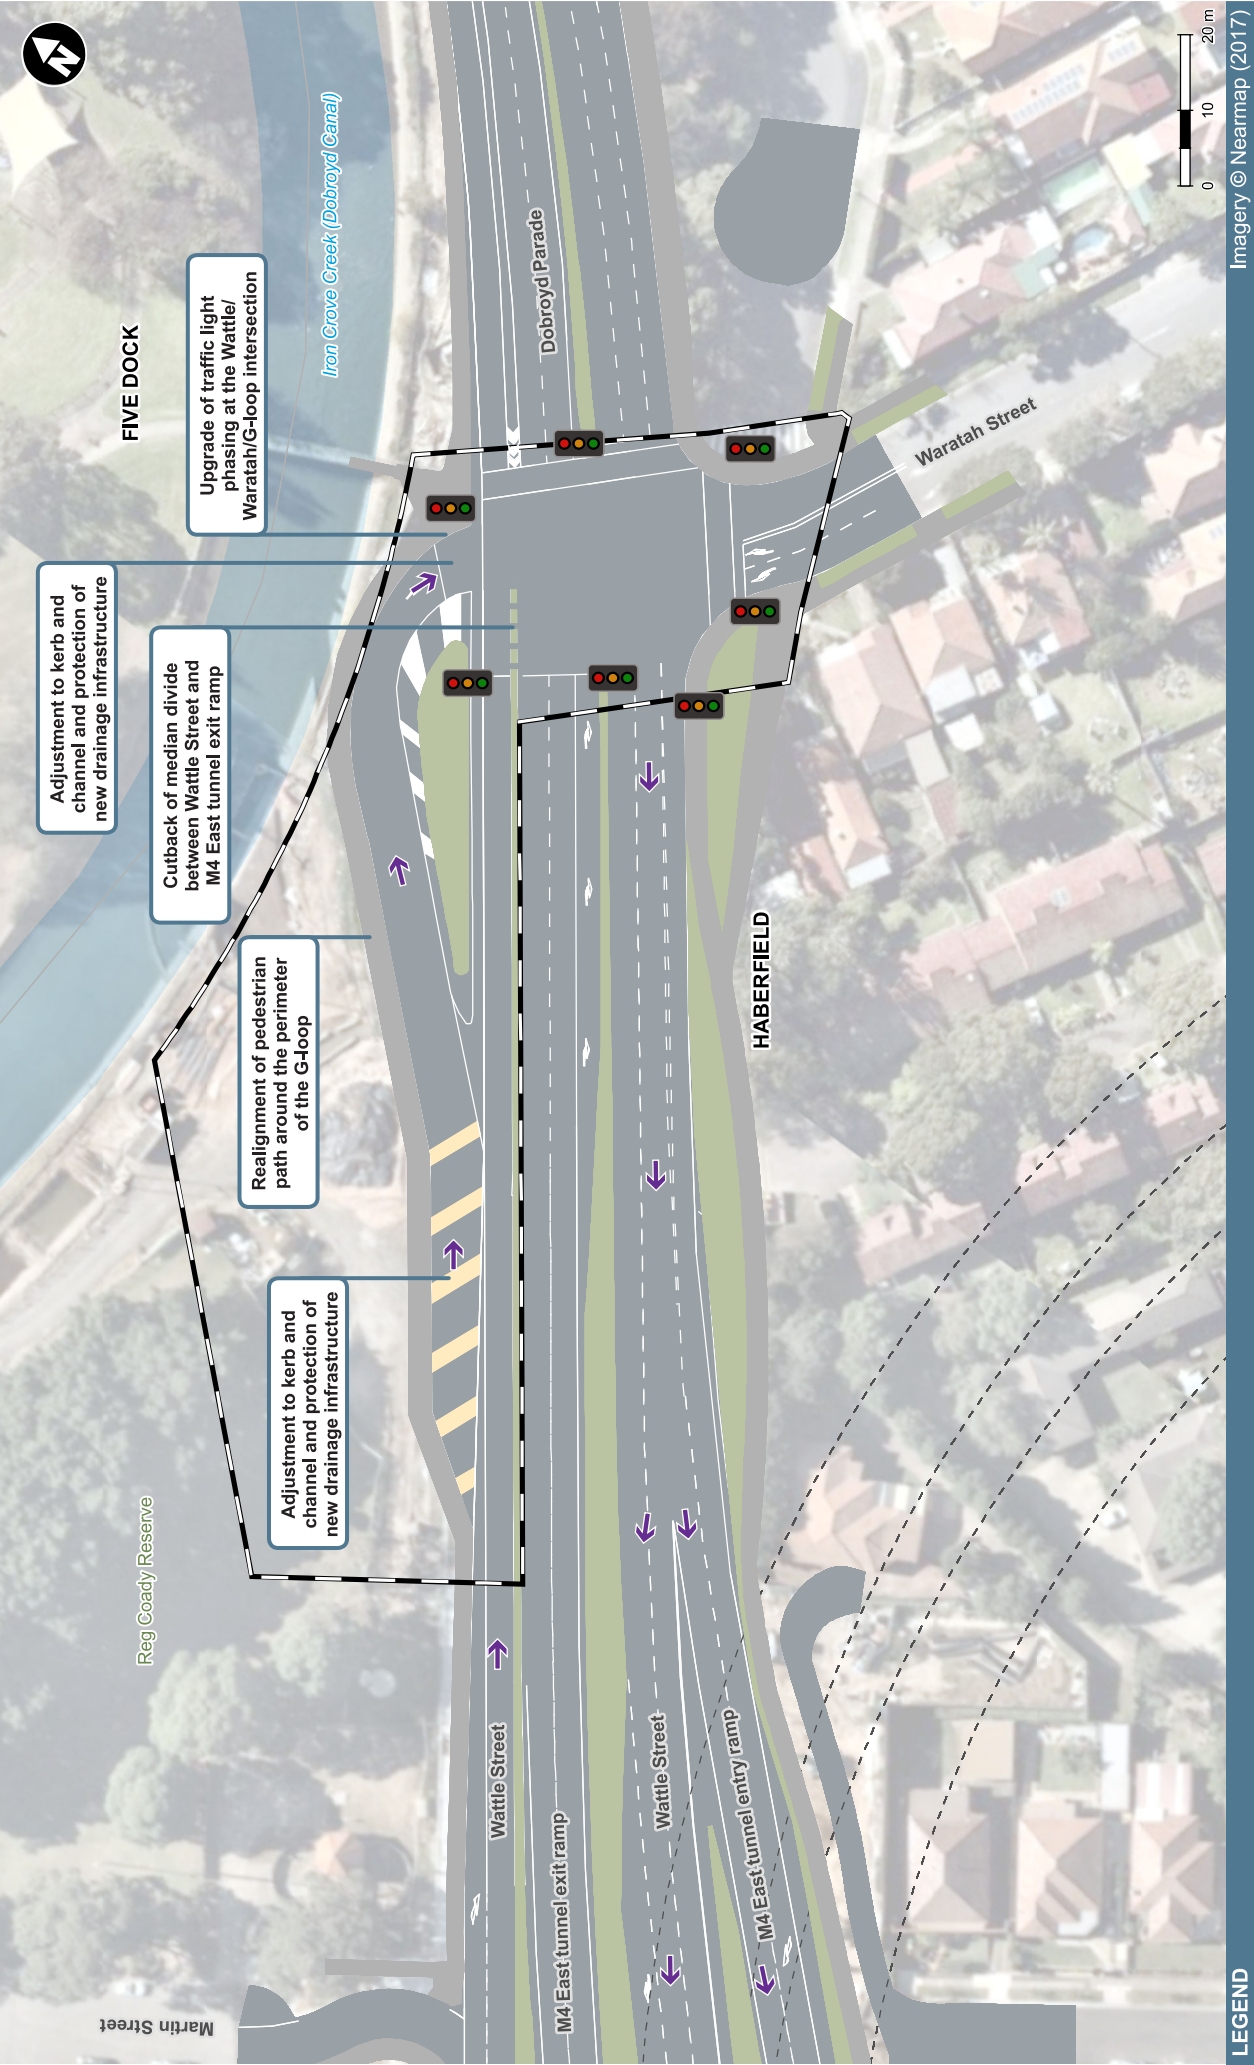 N
FIVE DOCK
Iron Cove Creek (Dobroyd Canal)
Upgrade of traffic light
phasing at the Wattle/
Waratah/G-loop intersection
Adjustment to kerb and
channel and protection of
new drainage infrastructure
Cutback of median divide
between Wattle Street and
M4 East tunnel exit ramp
Realignment of pedestrian
path around the perimeter
of the G-loop
Adjustment to kerb and
channel and protection of
new drainage infrastructure
Reg Coady Reserve
Martin Street
Wattle Street
M4 East tunnel exit ramp
Wattle Street
M4 East tunnel entry ramp
Dobroyd Parade
Waratah Street
HABERFIELD
0
10
20 m
LEGEND
Imagery © Nearmap (2017)